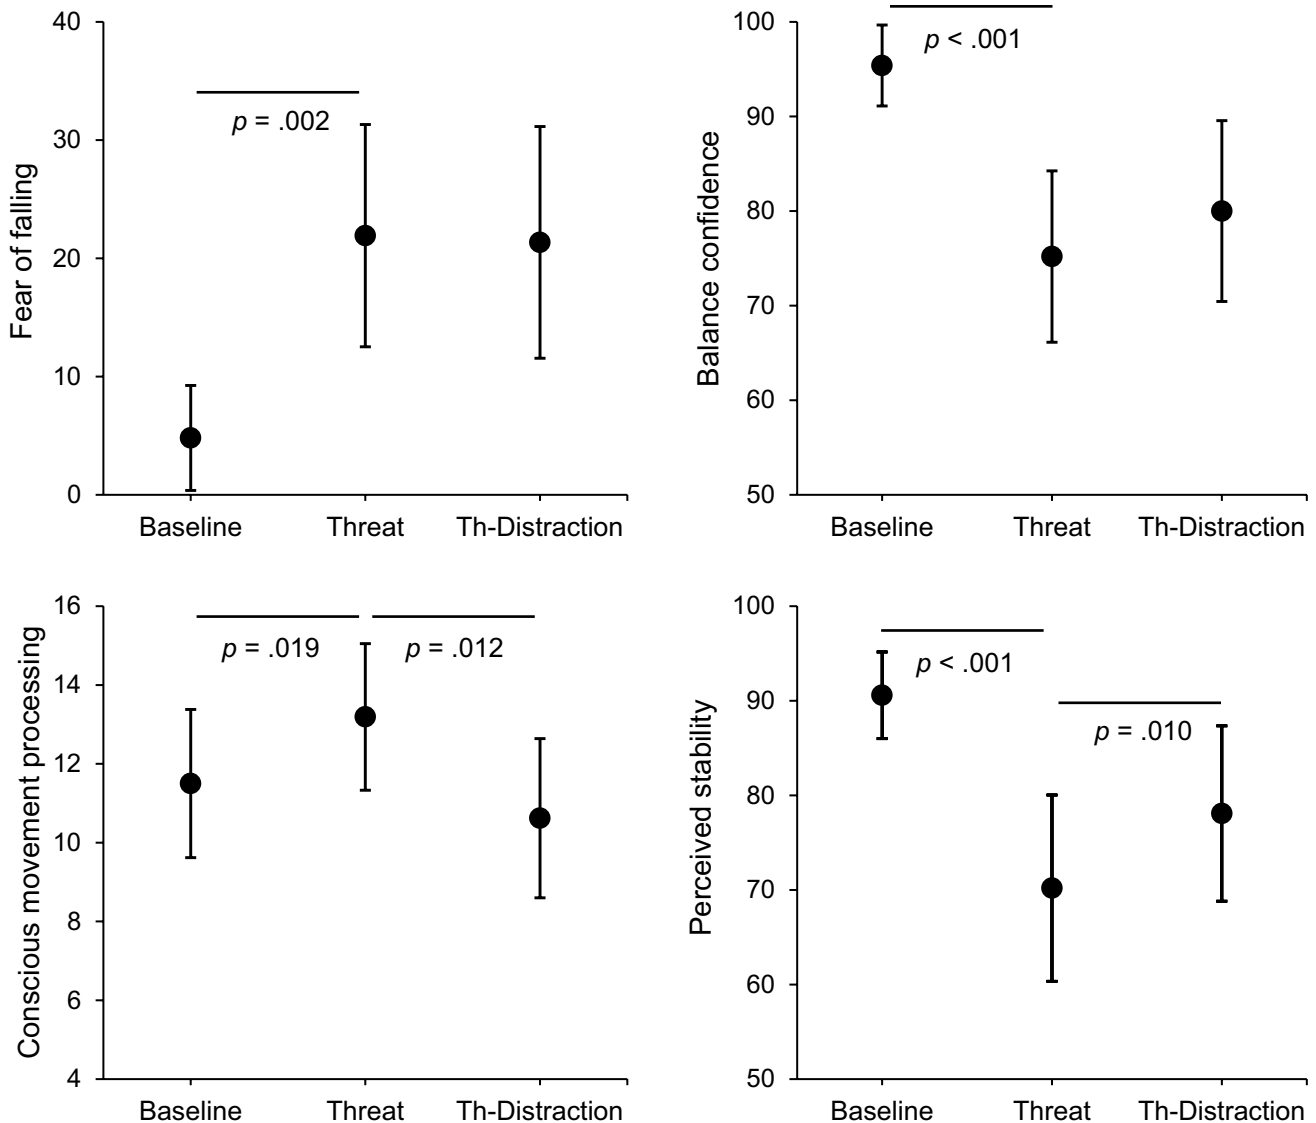 Fear of falling
40
30
20
10
0
p = .002
Baseline Threat Th-Distraction
Balance confidence
100
90
80
70
60
50
p < .001
Baseline Threat Th-Distraction
Conscious movement processing
16
14
12
10
8
6
4
p = .019 p = .012
Baseline Threat Th-Distraction
Perceived stability
100
90
80
70
60
50
p < .001
p = .010
Baseline Threat Th-Distraction